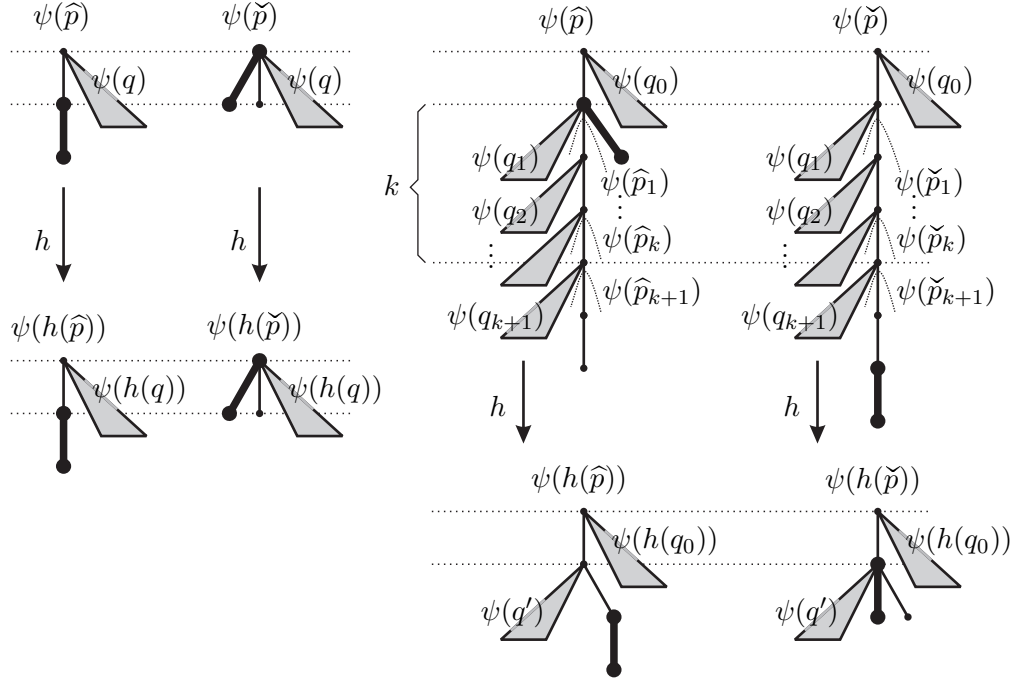 ψ(p̂) ψ(p̌) ψ(p̂) ψ(p̌)
ψ(q) ψ(q) ψ(q₀) ψ(q₀)
ψ(q₁) ψ(q₁)
k ψ(p̂₁) ψ(p̌₁)
ψ(q₂) ⋮ ψ(q₂) ⋮
h h ψ(p̂ₖ) ψ(p̌ₖ)
⋮ ⋮
ψ(p̂ₖ₊₁) ψ(p̌ₖ₊₁)
ψ(h(p̂)) ψ(h(p̌)) ψ(qₖ₊₁) ψ(qₖ₊₁)
ψ(h(q)) ψ(h(q))
h h
ψ(h(p̂)) ψ(h(p̌))
ψ(h(q₀)) ψ(h(q₀))
ψ(q′) ψ(q′)